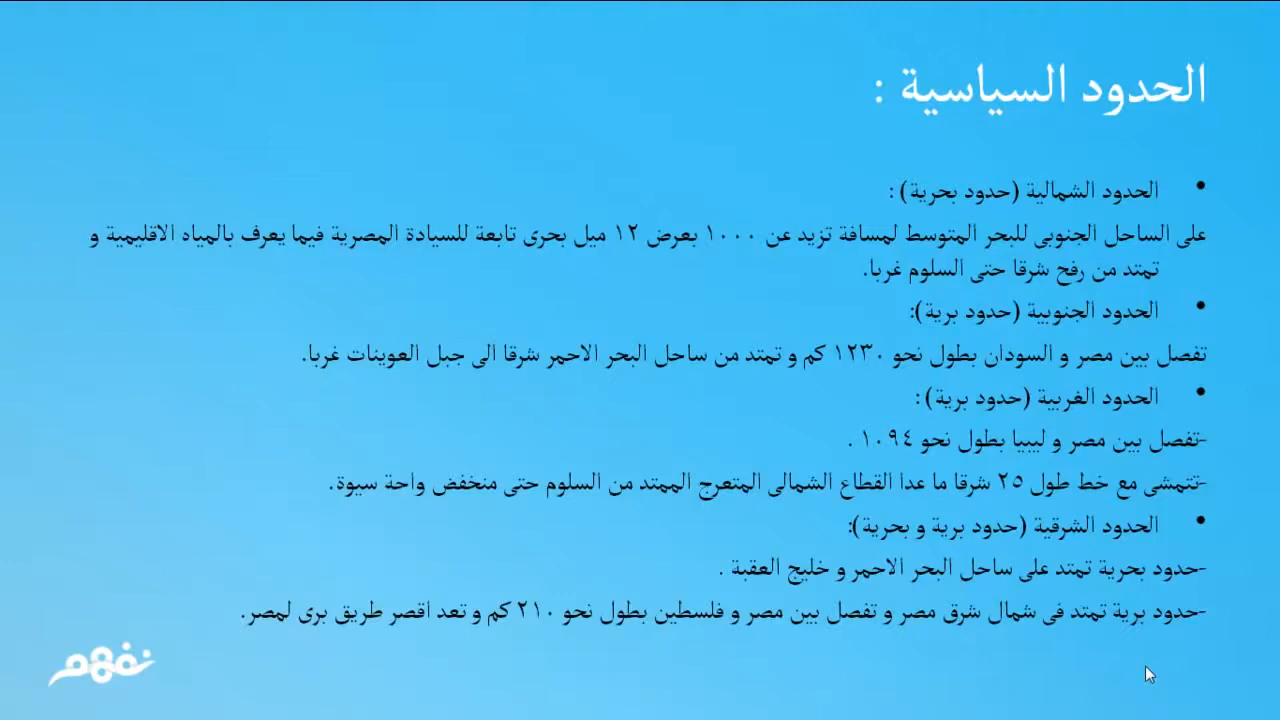 الحدود السياسية :
• الحدود الشمالية (حدود بحرية) :
على الساحل الجنوبى للبحر المتوسط لمسافة تزيد عن ١٠٠٠ بعرض ١٢ ميل بحرى تابعة للسيادة المصرية فيما يعرف بالمياه الاقليمية و
تمتد من رفح شرقا حتى السلوم غربا.
• الحدود الجنوبية (حدود برية):
تفصل بين مصر و السودان بطول نحو ١٢٣٠ كم و تمتد من ساحل البحر الاحمر شرقا الى جبل العوينات غربا.
• الحدود الغربية (حدود برية) :
-تفصل بين مصر و ليبيا بطول نحو ١٠٩٤ .
-تتمشى مع خط طول ٢٥ شرقا ما عدا القطاع الشمالى المتعرج الممتد من السلوم حتى منخفض واحة سيوة.
• الحدود الشرقية (حدود برية و بحرية):
-حدود بحرية تمتد على ساحل البحر الاحمر و خليج العقبة .
-حدود برية تمتد فى شمال شرق مصر و تفصل بين مصر و فلسطين بطول نحو ٢١٠ كم و تعد اقصر طريق برى لمصر.
نفهم